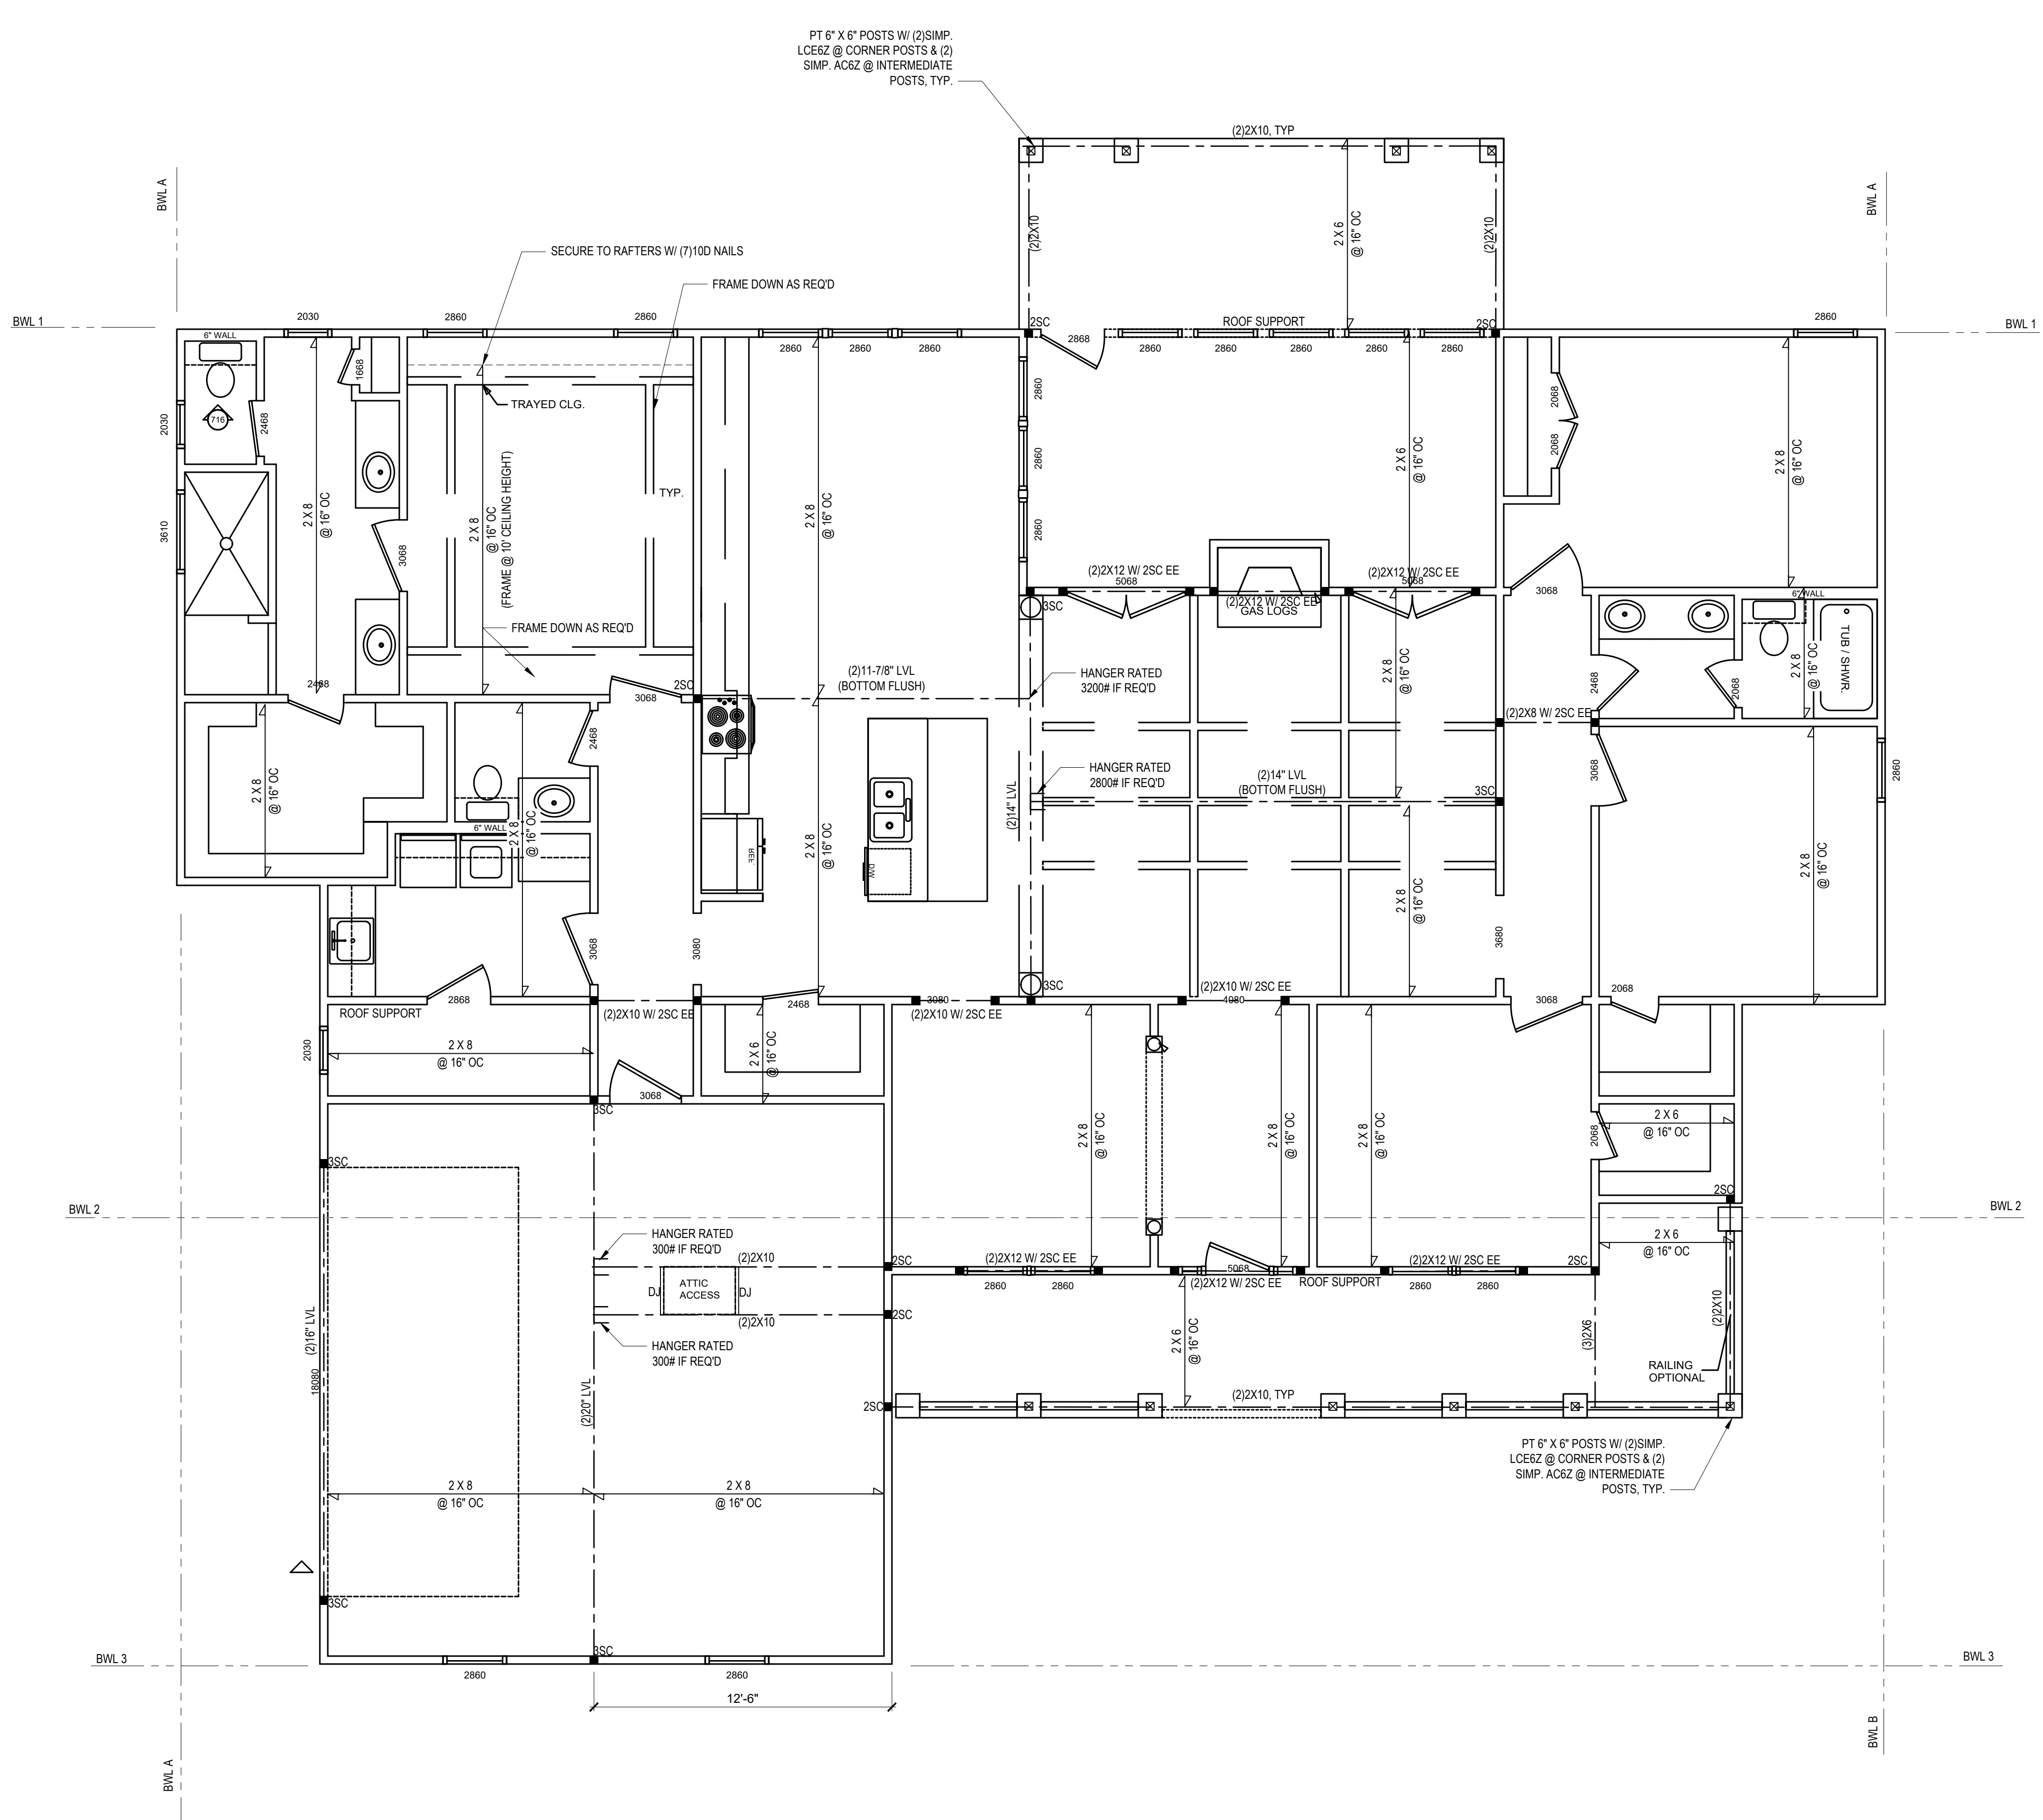 PT 6" X 6" POSTS W/ (2)SIMP.
LCE6Z @ CORNER POSTS & (2)
SIMP. AC6Z @ INTERMEDIATE
POSTS, TYP.
(2)2X10, TYP
BWL A
BWL A
(2)2X10
2 X 6
@ 16" OC
(2)2X10
SECURE TO RAFTERS W/ (7)10D NAILS
FRAME DOWN AS REQ'D
BWL 1
BWL 1
2030
2860
2860
2SC
ROOF SUPPORT
2SC
2860
6" WALL
2868
2860
2860
2860
2860
2860
2860
2860
2860
1668
TRAYED CLG.
2860
2068
2030
716
2468
2860
2068
2 X 6
@ 16" OC
2 X 8
@ 16" OC
TYP.
3610
2 X 8
@ 16" OC
3068
2 X 8
@ 16" OC
(FRAME @ 10' CEILING HEIGHT)
2 X 8
@ 16" OC
2860
(2)2X12 W/ 2SC EE
5068
(2)2X12 W/ 2SC EE
5068
3068
6" WALL
3SC
(2)2X12 W/ 2SC EE
GAS LOGS
FRAME DOWN AS REQ'D
TUB / SHWR.
(2)11-7/8" LVL
(BOTTOM FLUSH)
HANGER RATED
3200# IF REQ'D
2 X 8
@ 16" OC
2468
2068
2 X 8
@ 16" OC
2468
2SC
3068
2468
(2)2X8 W/ 2SC EE
2 X 8
@ 16" OC
HANGER RATED
2800# IF REQ'D
(2)14" LVL
(BOTTOM FLUSH)
3SC
3068
2860
(2)14" LVL
6" WALL
2 X 8
@ 16" OC
REF.
D/W
2 X 8
@ 16" OC
2 X 8
@ 16" OC
2 X 8
@ 16" OC
3068
3080
3680
2868
2468
3080
3SC
(2)2X10 W/ 2SC EE
4080
3068
2068
ROOF SUPPORT
(2)2X10 W/ 2SC EE
(2)2X10 W/ 2SC EE
2030
2 X 8
@ 16" OC
2 X 6
@ 16" OC
3068
3SC
2 X 8
@ 16" OC
2 X 8
@ 16" OC
2 X 8
@ 16" OC
2068
2 X 6
@ 16" OC
3SC
2SC
BWL 2
BWL 2
HANGER RATED
300# IF REQ'D
(2)2X10
2 X 6
@ 16" OC
2SC
(2)2X12 W/ 2SC EE
2860
2860
5068
(2)2X12 W/ 2SC EE
ROOF SUPPORT
(2)2X12 W/ 2SC EE
2860
2860
2SC
DJ
ATTIC
ACCESS
DJ
2SC
(2)2X10
HANGER RATED
300# IF REQ'D
(2)16" LVL
18080
(2)20" LVL
2 X 6
@ 16" OC
(3)2X6
(2)2X10
RAILING
OPTIONAL
2SC
(2)2X10, TYP
PT 6" X 6" POSTS W/ (2)SIMP.
LCE6Z @ CORNER POSTS & (2)
SIMP. AC6Z @ INTERMEDIATE
POSTS, TYP.
2 X 8
@ 16" OC
2 X 8
@ 16" OC
3SC
3SC
BWL 3
BWL 3
2860
2860
12'-6"
BWL A
BWL B